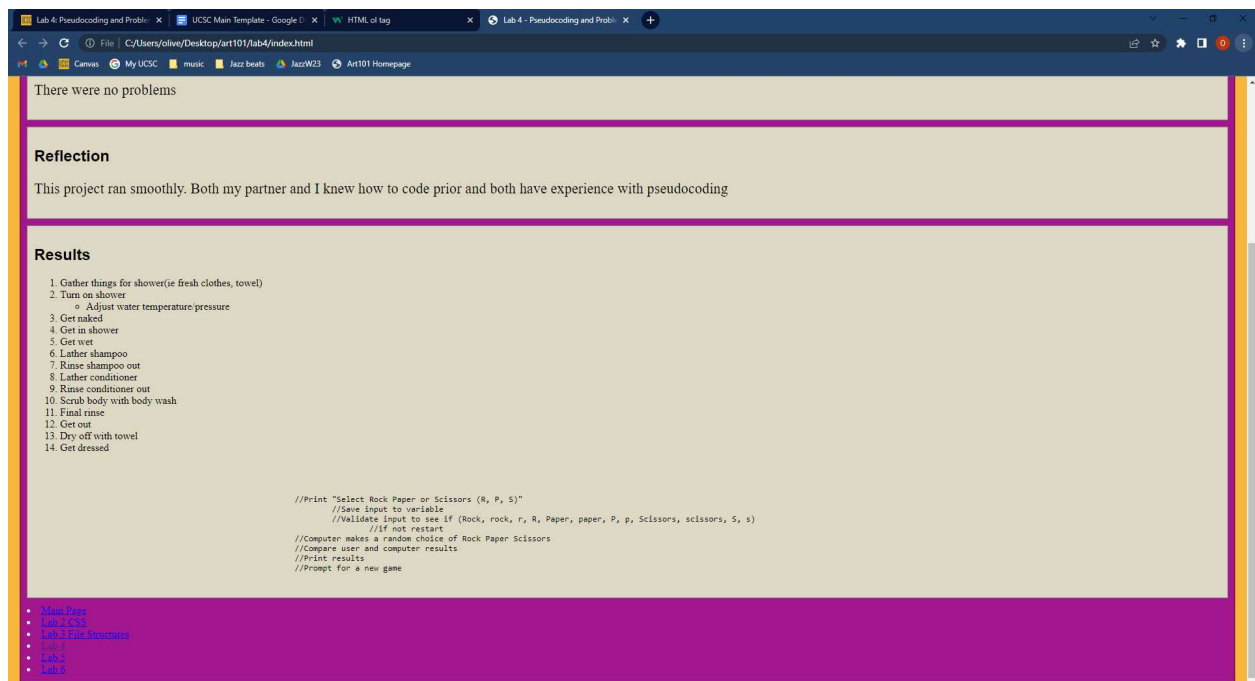 Lab 4: Pseudocoding and Proble
UCSC Main Template - Google D
HTML ol tag
Lab 4 - Pseudocoding and Proble
File
C:/Users/olive/Desktop/art101/lab4/index.html
Canvas
My UCSC
music
Jazz beats
JazzW23
Art101 Homepage
There were no problems
Reflection
This project ran smoothly. Both my partner and I knew how to code prior and both have experience with pseudocoding
Results
1. Gather things for shower(ie fresh clothes, towel)
2. Turn on shower
Adjust water temperature/pressure
3. Get naked
4. Get in shower
5. Get wet
6. Lather shampoo
7. Rinse shampoo out
8. Lather conditioner
9. Rinse conditioner out
10. Scrub body with body wash
11. Final rinse
12. Get out
13. Dry off with towel
14. Get dressed
//Print "Select Rock Paper or Scissors (R, P, S)"
//Save input to variable
//Validate input to see if (Rock, rock, r, R, Paper, paper, P, p, Scissors, scissors, S, s)
//if not restart
//Computer makes a random choice of Rock Paper Scissors
//Compare user and computer results
//Print results
//Prompt for a new game
Main Page
Lab 2 CSS
Lab 3 File Structures
Lab 4
Lab 5
Lab 6